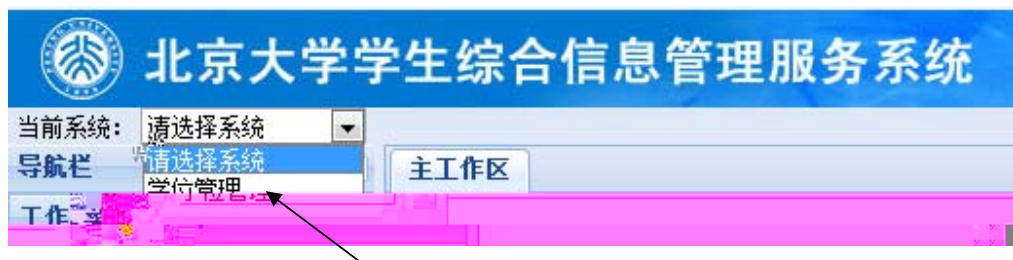 北京大学学生综合信息管理服务系统
当前系统: 请选择系统
导航栏 请选择系统 主工作区
学位管理
工作